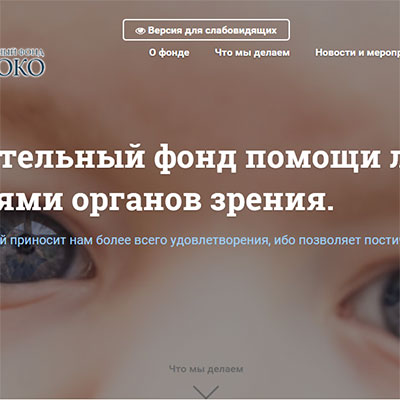 Версия для слабовидящих
О фонде Что мы делаем Новости и меропр
ный фонд
ОКО
тельный фонд помощи л
ями органов зрения.
й приносит нам более всего удовлетворения, ибо позволяет пости
Что мы делаем